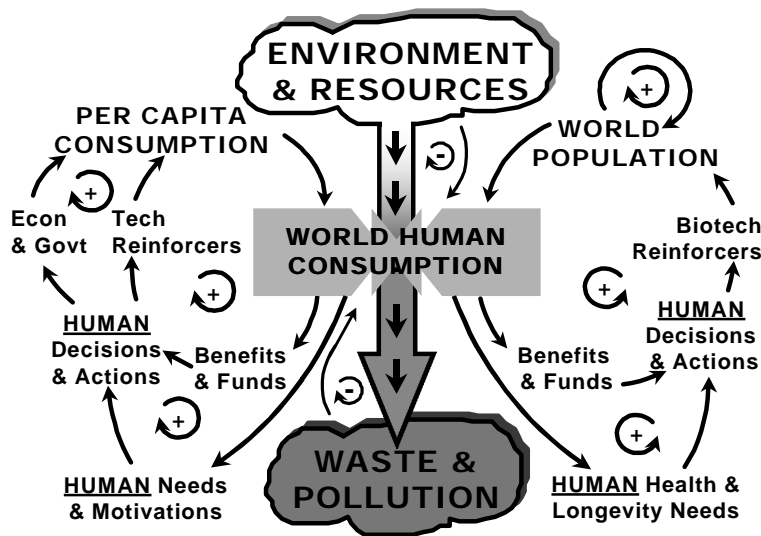 ENVIRONMENT
& RESOURCES
PER CAPITA
CONSUMPTION
+
-
WORLD
POPULATION
+
Econ
& Govt
Tech
Reinforcers
+
WORLD HUMAN
CONSUMPTION
Biotech
Reinforcers
+
HUMAN
Decisions
& Actions
Benefits
& Funds
-
Benefits
& Funds
HUMAN
Decisions
& Actions
+
+
+
WASTE &
POLLUTION
HUMAN Needs
& Motivations
HUMAN Health &
Longevity Needs